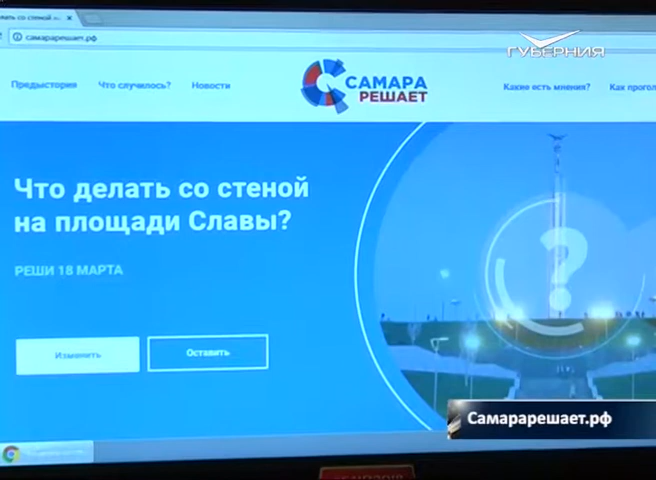 самарарешает.рф
ГУБЕРНИЯ
Предыстория Что случилось? Новости
САМАРА
РЕШАЕТ
Какие есть мнения? Как
Что делать со стеной
на площади Славы?
РЕШИ 18 МАРТА
Изменить Оставить
Самарарешает.рф